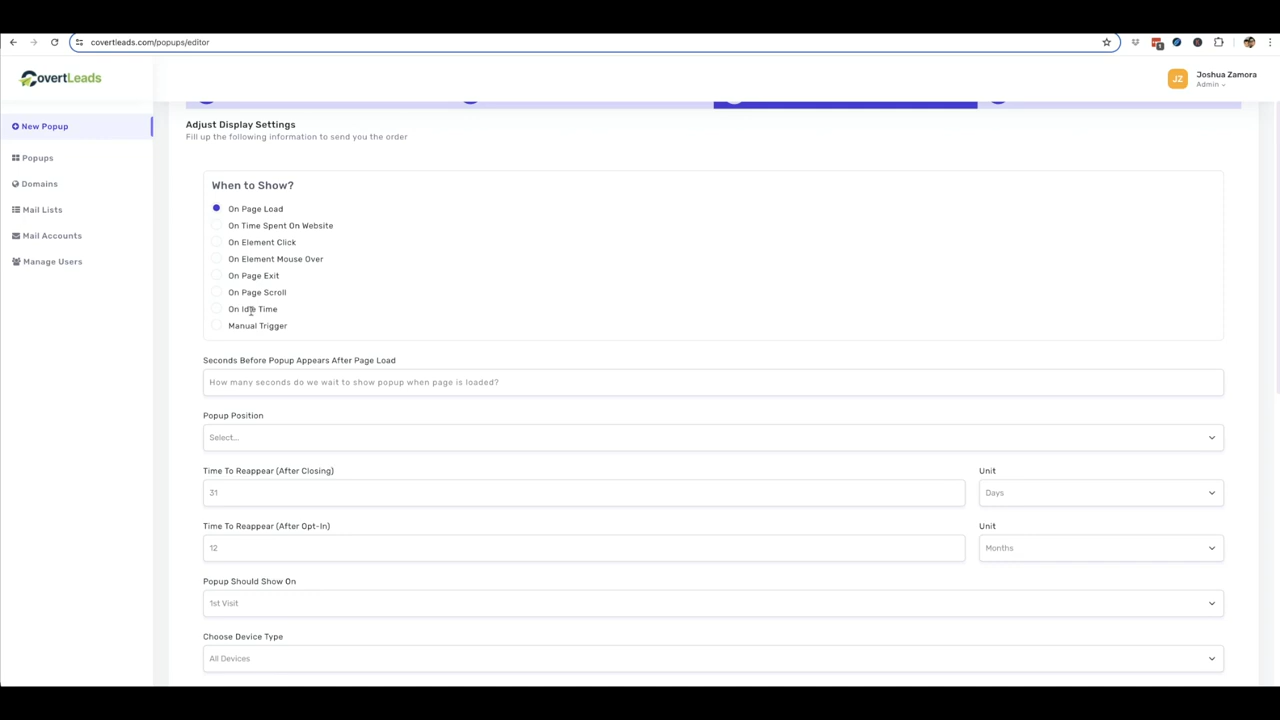 covertleads.com/popups/editor
CovertLeads
JZ
Joshua Zamora
Admin
New Popup
Popups
Domains
Mail Lists
Mail Accounts
Manage Users
Adjust Display Settings
Fill up the following information to send you the order
When to Show?
On Page Load
On Time Spent On Website
On Element Click
On Element Mouse Over
On Page Exit
On Page Scroll
On Idle Time
Manual Trigger
Seconds Before Popup Appears After Page Load
How many seconds do we wait to show popup when page is loaded?
Popup Position
Select...
Time To Reappear (After Closing) Unit
31 Days
Time To Reappear (After Opt-In) Unit
12 Months
Popup Should Show On
1st Visit
Choose Device Type
All Devices